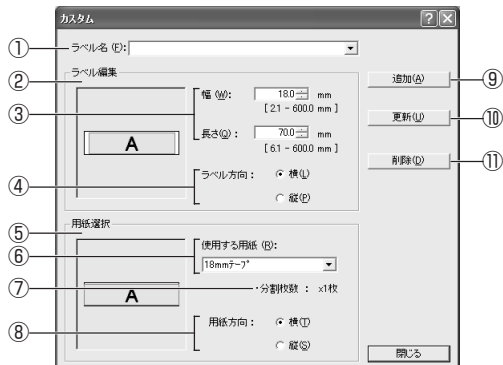 カスタム
① ラベル名(F):
② ラベル編集
③ 幅(W): 18.0 mm
[ 2.1 - 600.0 mm ]
長さ(O): 70.0 mm
[ 6.1 - 600.0 mm ]
A
④ ラベル方向: 横(L)
縦(P)
⑤ 用紙選択
⑥ 使用する用紙(R):
18mmテープ
⑦ ・分割枚数: x1枚
A
⑧ 用紙方向: 横(T)
縦(S)
追加(A) ⑨
更新(U) ⑩
削除(D) ⑪
閉じる